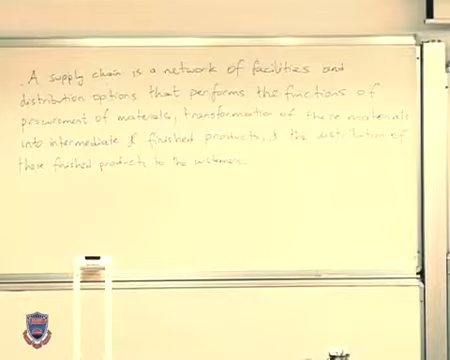 A supply chain is a network of facilities and
distribution options that performs the functions of
procurement of materials, transformation of these materials
into intermediate & finished products, & the distribution of
these finished products to the customers.